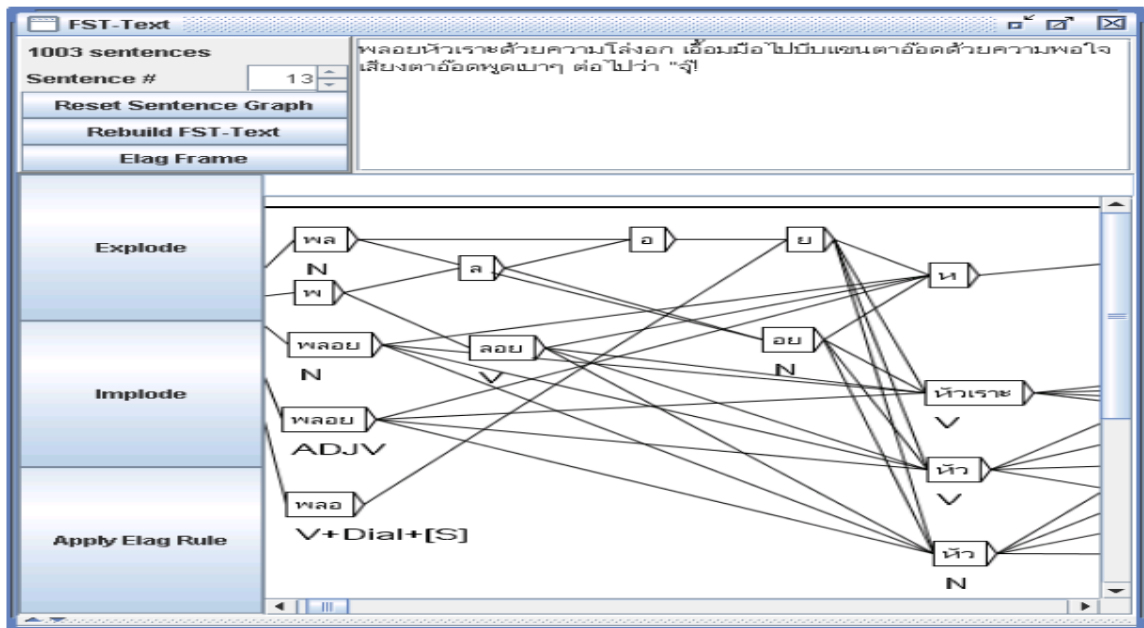 FST-Text
1003 sentences
Sentence # 13
Reset Sentence Graph
Rebuild FST-Text
Elag Frame
พลอยหัวเราะด้วยความโล่งอก เอื้อมมือไปบีบแขนตาอ๊อดด้วยความพอใจ
เสียงตาอ๊อดพูดเบาๆ ต่อไปว่า "จุ๊!
Explode
Implode
Apply Elag Rule
พล
N
พ
พลอย
N
พลอย
ADJV
พลอ
V+Dial+[S]
ล
ลอย
V
อ
ย
อย
N
ห
หัวเราะ
V
หัว
V
หัว
N